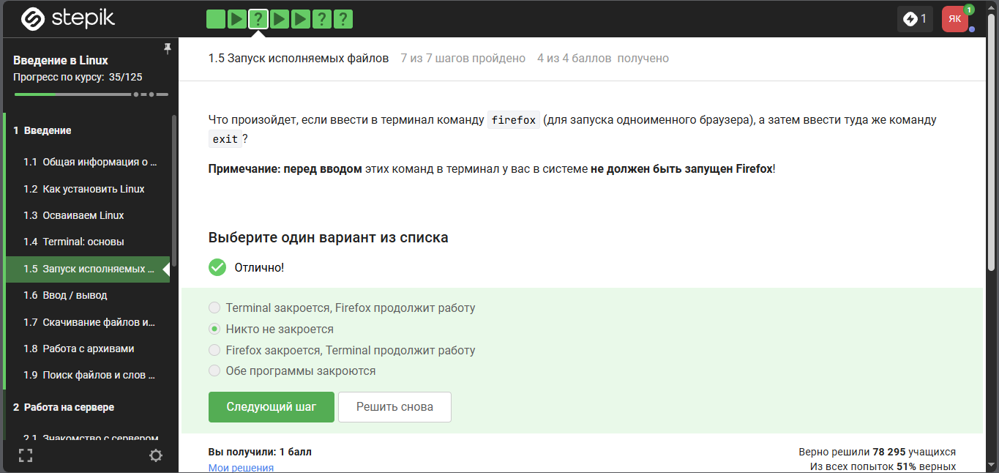 stepik
?
?
?
1
ЯК
1
Введение в Linux
Прогресс по курсу: 35/125
1 Введение
1.1 Общая информация о ...
1.2 Как установить Linux
1.3 Осваиваем Linux
1.4 Terminal: основы
1.5 Запуск исполняемых ...
1.6 Ввод / вывод
1.7 Скачивание файлов и...
1.8 Работа с архивами
1.9 Поиск файлов и слов ...
2 Работа на сервере
2.1 Знакомство с сервером
1.5 Запуск исполняемых файлов 7 из 7 шагов пройдено 4 из 4 баллов получено
Что произойдет, если ввести в терминал команду firefox (для запуска одноименного браузера), а затем ввести туда же команду
exit ?
Примечание: перед вводом этих команд в терминал у вас в системе не должен быть запущен Firefox!
Выберите один вариант из списка
Отлично!
Terminal закроется, Firefox продолжит работу
Никто не закроется
Firefox закроется, Terminal продолжит работу
Обе программы закроются
Следующий шаг
Решить снова
Вы получили: 1 балл
Мои решения
Верно решили 78 295 учащихся
Из всех попыток 51% верных